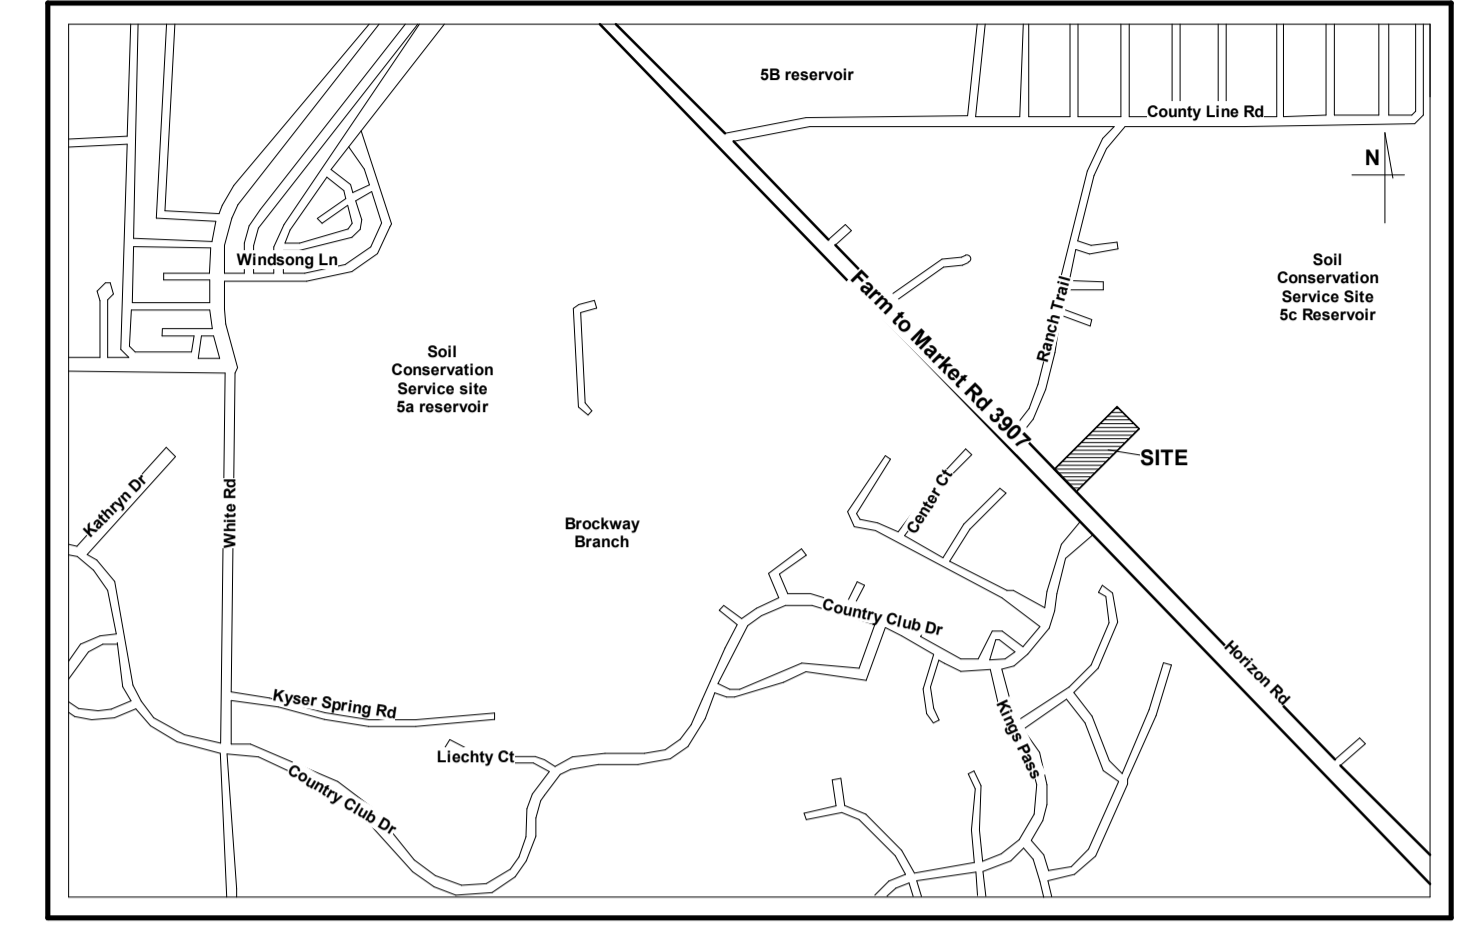 5B reservoir
County Line Rd
N
Windsong Ln
Soil
Conservation
Service Site
5c Reservoir
Farm to Market Rd 3907
Ranch Trail
Soil
Conservation
Service site
5a reservoir
SITE
Kathryn Dr
White Rd
Center Ct
Brockway
Branch
Country Club Dr
Horizon Rd
Kyser Spring Rd
Kings Pass
Liechty Ct
Country Club Dr